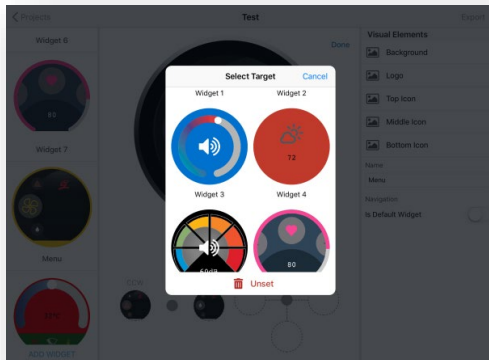 Projects
Test
Export
Widget 6
85
Widget 7
Menu
ADD WIDGET
Done
Select Target
Cancel
Widget 1
Widget 2
72
Widget 3
Widget 4
80
Unset
Visual Elements
Background
Logo
Top Icon
Middle Icon
Bottom Icon
Name
Menu
Navigation
Is Default Widget